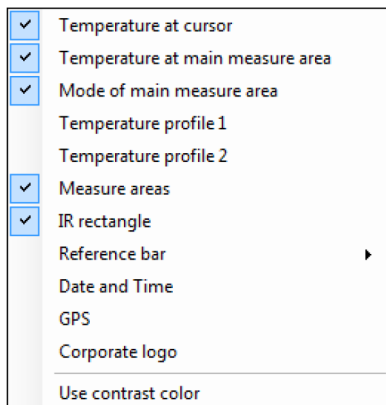 Temperature at cursor
Temperature at main measure area
Mode of main measure area
Temperature profile 1
Temperature profile 2
Measure areas
IR rectangle
Reference bar
Date and Time
GPS
Corporate logo
Use contrast color